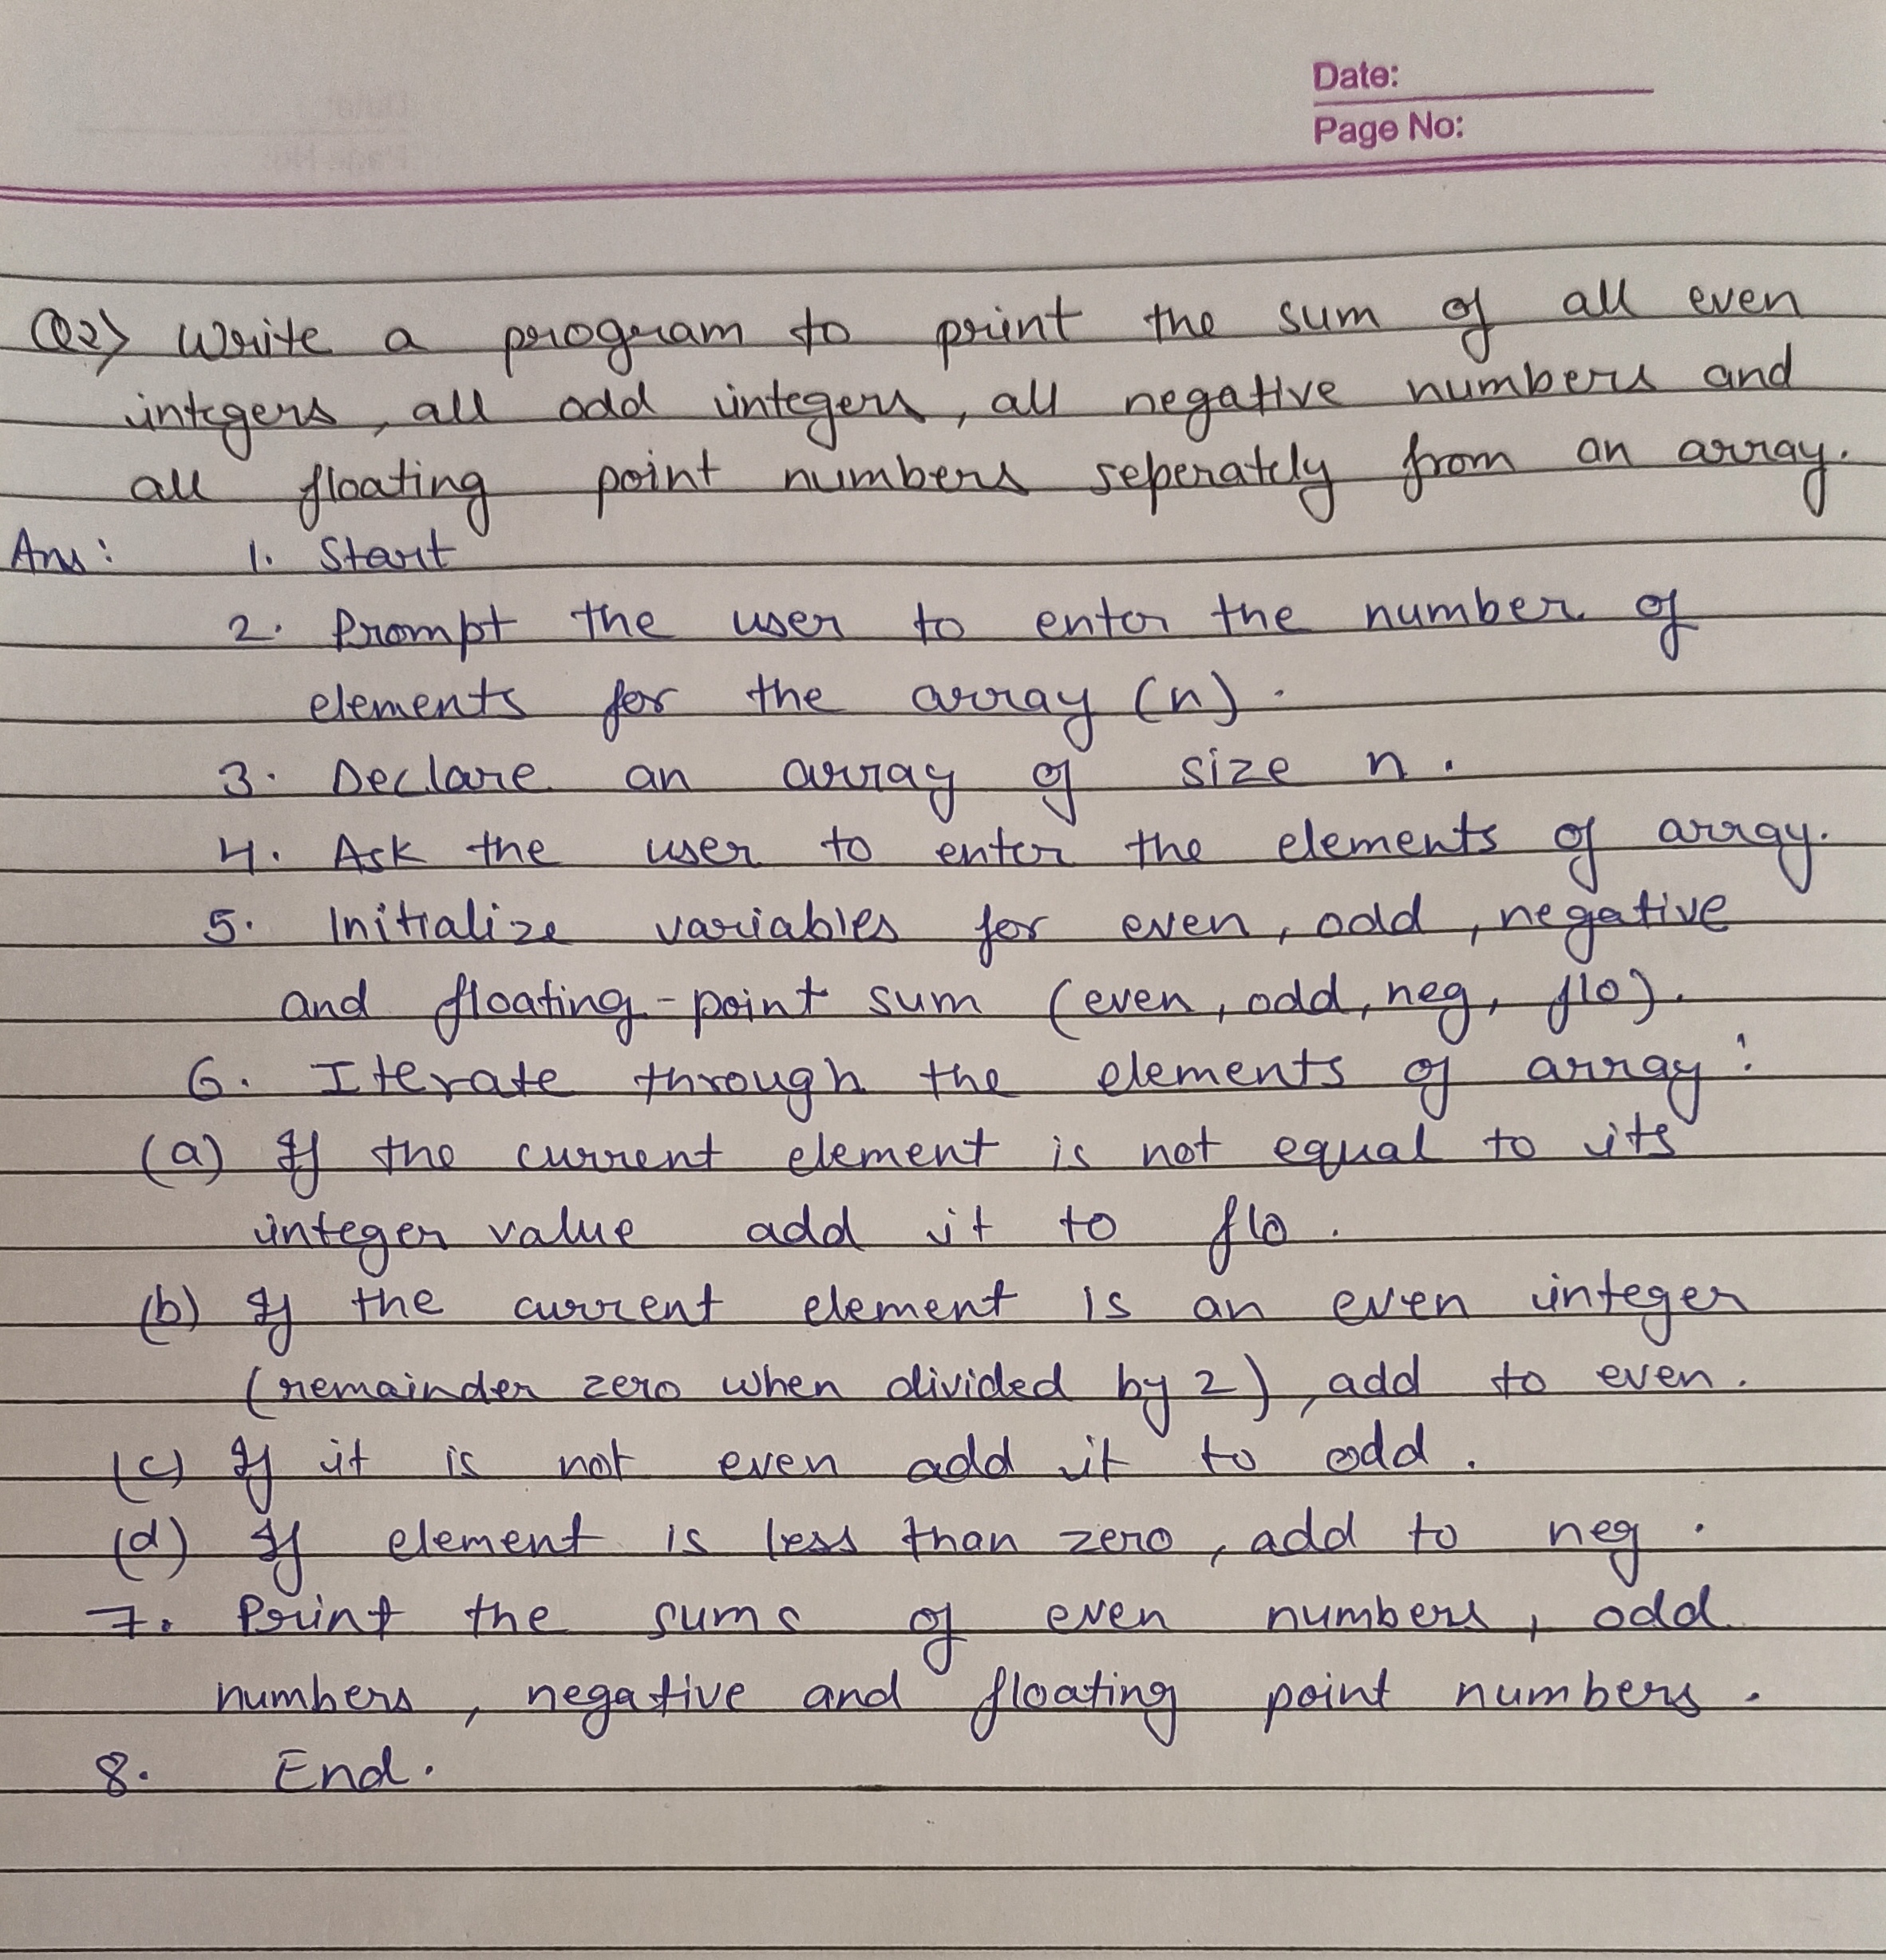 Date:
Page No:
Q2) Write a program to print the sum of all even
integers, all odd integers, all negative numbers and
all floating point numbers seperately from an array.
Ans: 1. Start
2. Prompt the user to enter the number of
elements for the array (n).
3. Declare an array of size n.
4. Ask the user to enter the elements of array.
5. Initialize variables for even, odd, negative
and floating-point sum (even, odd, neg, flo).
6. Iterate through the elements of array:
(a) If the current element is not equal to its
integer value add it to flo.
(b) If the current element is an even integer
(remainder zero when divided by 2), add to even.
(c) If it is not even add it to odd.
(d) If element is less than zero, add to neg.
7. Print the sums of even numbers, odd
numbers, negative and floating point numbers.
8. End.